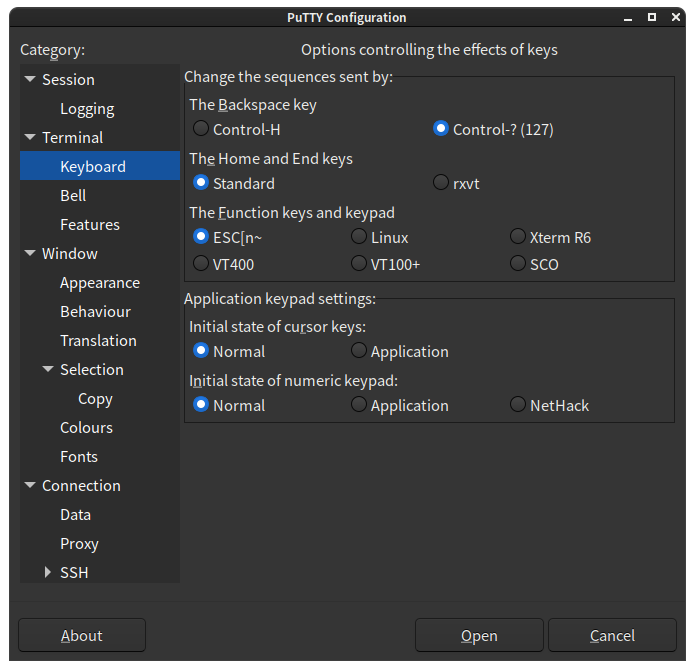 PuTTY Configuration
Category:
Session
Logging
Terminal
Keyboard
Bell
Features
Window
Appearance
Behaviour
Translation
Selection
Copy
Colours
Fonts
Connection
Data
Proxy
SSH
Options controlling the effects of keys
Change the sequences sent by:
The Backspace key
Control-H Control-? (127)
The Home and End keys
Standard rxvt
The Function keys and keypad
ESC[n~ Linux Xterm R6
VT400 VT100+ SCO
Application keypad settings:
Initial state of cursor keys:
Normal Application
Initial state of numeric keypad:
Normal Application NetHack
About Open Cancel